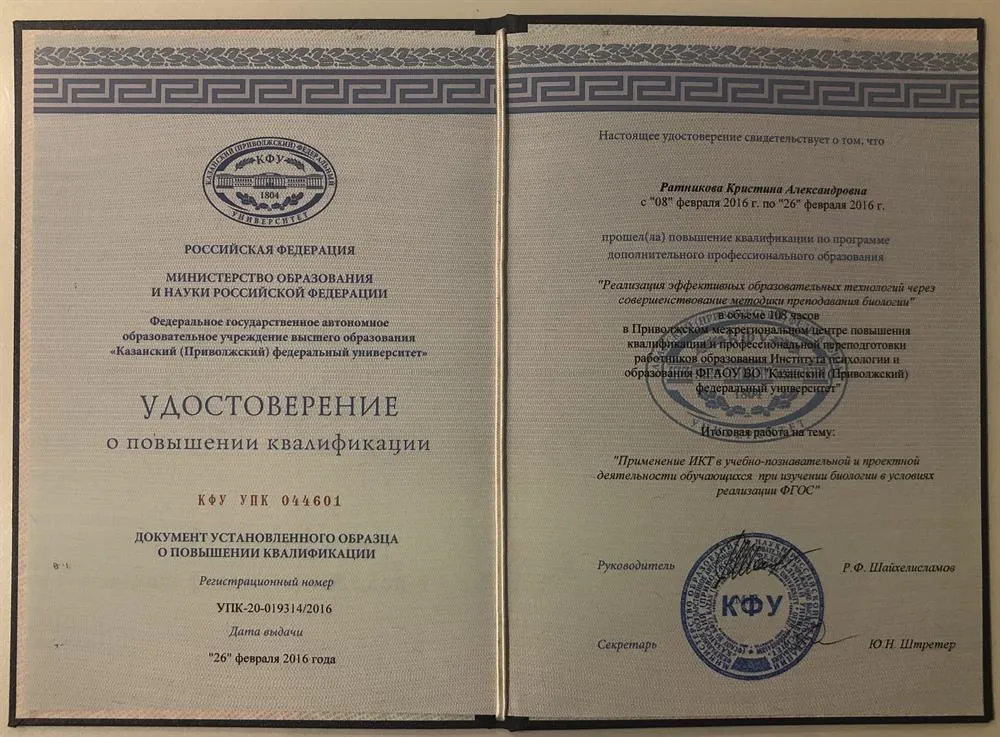 КАЗАНСКИЙ (ПРИВОЛЖСКИЙ) ФЕДЕРАЛЬНЫЙ
КФУ
1804
УНИВЕРСИТЕТ
РОССИЙСКАЯ ФЕДЕРАЦИЯ
МИНИСТЕРСТВО ОБРАЗОВАНИЯ
И НАУКИ РОССИЙСКОЙ ФЕДЕРАЦИИ
Федеральное государственное автономное
образовательное учреждение высшего образования
«Казанский (Приволжский) федеральный университет»
УДОСТОВЕРЕНИЕ
о повышении квалификации
КФУ УПК 044601
ДОКУМЕНТ УСТАНОВЛЕННОГО ОБРАЗЦА
О ПОВЫШЕНИИ КВАЛИФИКАЦИИ
Регистрационный номер
УПК-20-019314/2016
Дата выдачи
"26" февраля 2016 года
Настоящее удостоверение свидетельствует о том, что
Ратникова Кристина Александровна
с "08" февраля 2016 г. по "26" февраля 2016 г.
прошел(ла) повышение квалификации по программе
дополнительного профессионального образования
"Реализация эффективных образовательных технологий через
совершенствование методики преподавания биологии"
в объеме 108 часов
в Приволжском межрегиональном центре повышения
квалификации и профессиональной переподготовки
работников образования Института психологии и
образования ФГАОУ ВО "Казанский (Приволжский)
федеральный университет"
1804
Итоговая работа на тему:
"Применение ИКТ в учебно-познавательной и проектной
деятельности обучающихся при изучении биологии в условиях
реализации ФГОС"
Руководитель
Р.Ф. Шайхелисламов
КФУ
Секретарь
Ю.Н. Штретер